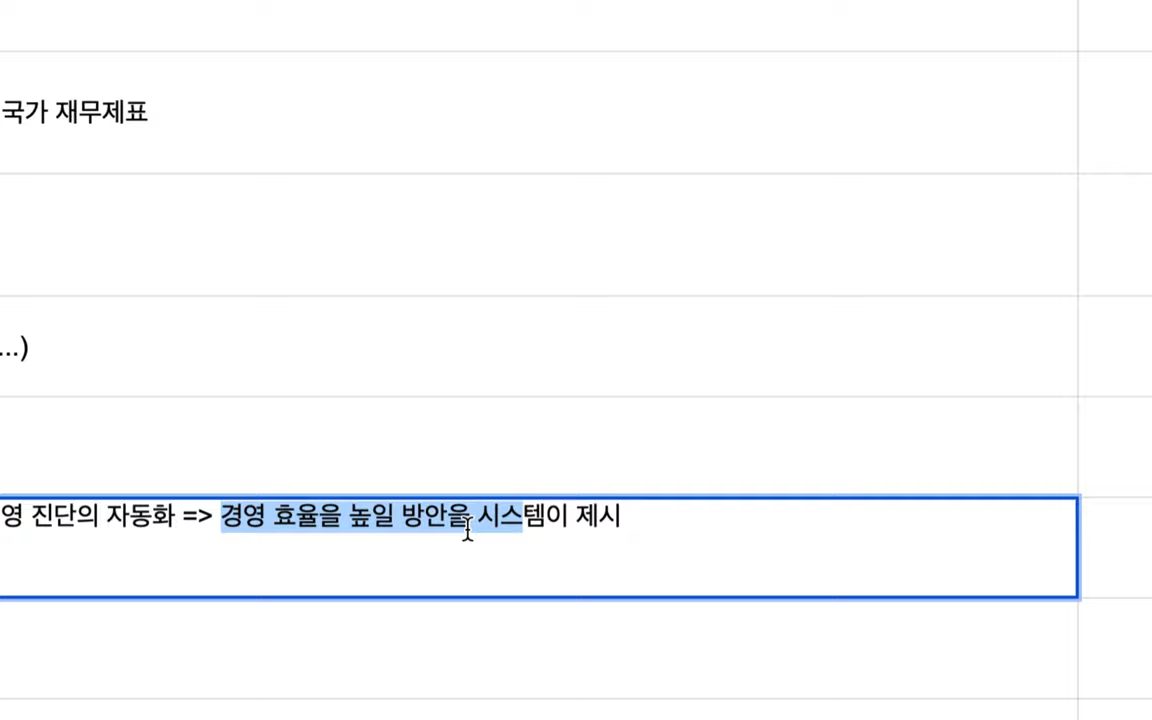 국가 재무제표
...)
영 진단의 자동화 => 경영 효율을 높일 방안을 시스템이 제시